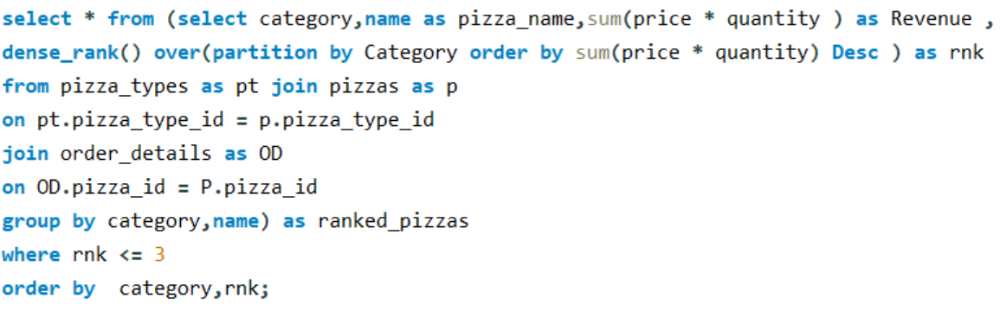 select * from (select category,name as pizza_name,sum(price * quantity ) as Revenue ,
dense_rank() over(partition by Category order by sum(price * quantity) Desc ) as rnk
from pizza_types as pt join pizzas as p
on pt.pizza_type_id = p.pizza_type_id
join order_details as OD
on OD.pizza_id = P.pizza_id
group by category,name) as ranked_pizzas
where rnk <= 3
order by  category,rnk;